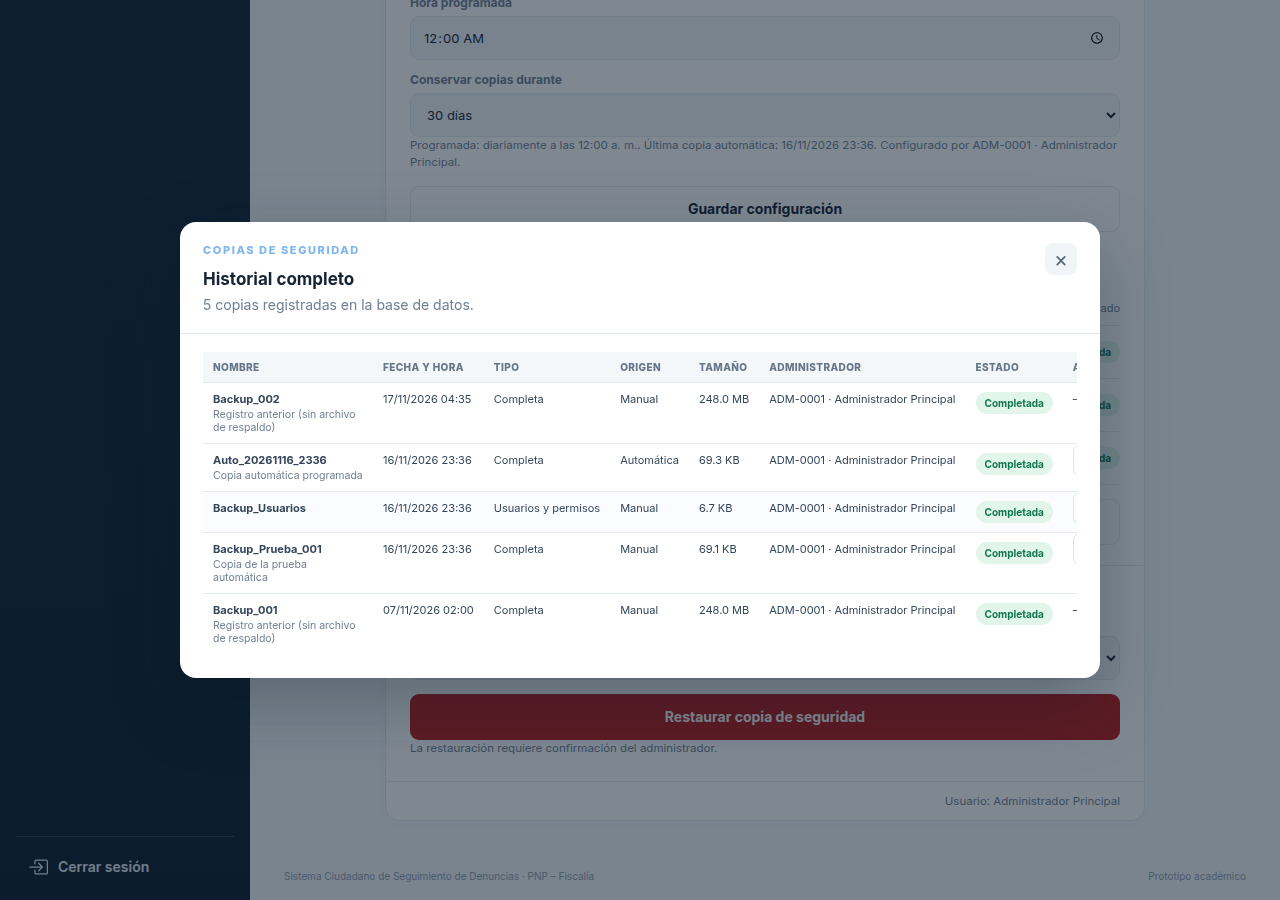 Hora programada
12:00 AM
Conservar copias durante
30 días
Programada: diariamente a las 12:00 a. m.. Última copia automática: 16/11/2026 23:36. Configurado por ADM-0001 · Administrador
Principal.
Guardar configuración
COPIAS DE SEGURIDAD
Historial completo
5 copias registradas en la base de datos.
NOMBRE FECHA Y HORA TIPO ORIGEN TAMAÑO ADMINISTRADOR ESTADO
Backup_002 17/11/2026 04:35 Completa Manual 248.0 MB ADM-0001 · Administrador Principal Completada –
Registro anterior (sin archivo
de respaldo)
Auto_20261116_2336 16/11/2026 23:36 Completa Automática 69.3 KB ADM-0001 · Administrador Principal Completada
Copia automática programada
Backup_Usuarios 16/11/2026 23:36 Usuarios y permisos Manual 6.7 KB ADM-0001 · Administrador Principal Completada
Backup_Prueba_001 16/11/2026 23:36 Completa Manual 69.1 KB ADM-0001 · Administrador Principal Completada
Copia de la prueba
automática
Backup_001 07/11/2026 02:00 Completa Manual 248.0 MB ADM-0001 · Administrador Principal Completada –
Registro anterior (sin archivo
de respaldo)
Restaurar copia de seguridad
La restauración requiere confirmación del administrador.
Usuario: Administrador Principal
Cerrar sesión
Sistema Ciudadano de Seguimiento de Denuncias · PNP – Fiscalía
Prototipo académico